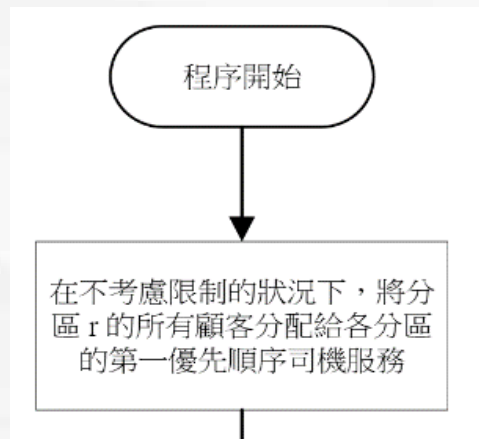 程序開始
在不考慮限制的狀況下，將分
區 r 的所有顧客分配給各分區
的第一優先順序司機服務